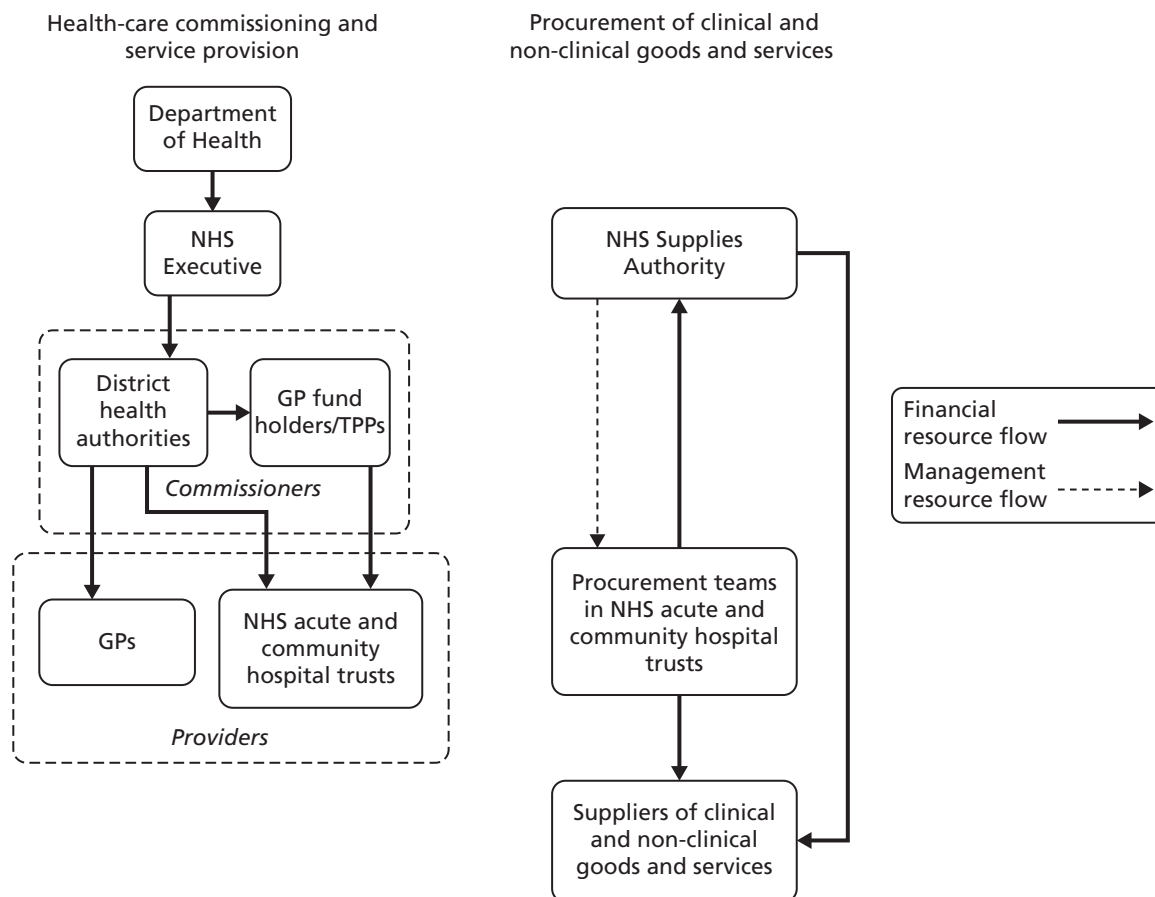 Health-care commissioning and
service provision
Department
of Health
NHS
Executive
District
health
authorities
GP fund
holders/TPPs
Commissioners
GPs
NHS acute and
community
hospital trusts
Providers
Procurement of clinical and
non-clinical goods and services
NHS Supplies
Authority
Procurement teams
in NHS acute and
community hospital
trusts
Suppliers of clinical
and non-clinical
goods and services
Financial
resource flow
Management
resource flow